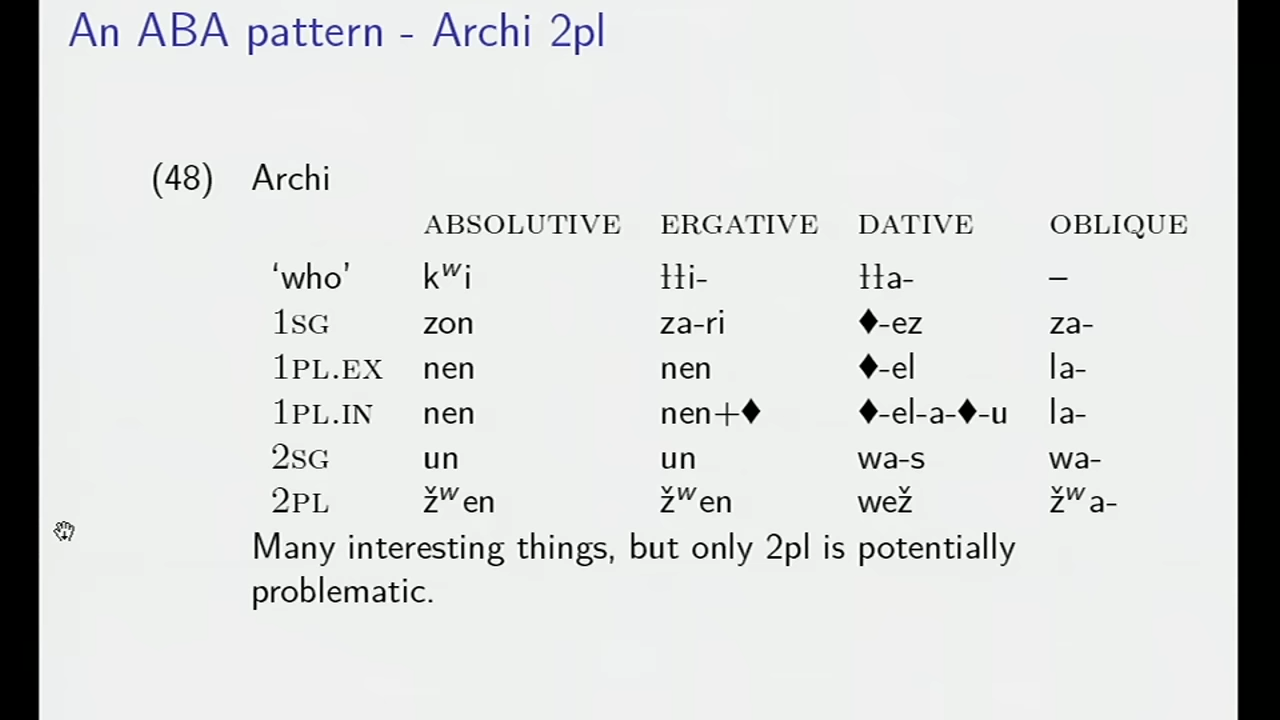 An ABA pattern - Archi 2pl
(48) Archi
ABSOLUTIVE ERGATIVE DATIVE OBLIQUE
‘who’ kʷi ƚƚi- ƚƚa- –
1SG zon za-ri ♦-ez za-
1PL.EX nen nen ♦-el la-
1PL.IN nen nen+♦ ♦-el-a-♦-u la-
2SG un un wa-s wa-
2PL žʷen žʷen wež žʷa-
Many interesting things, but only 2pl is potentially
problematic.